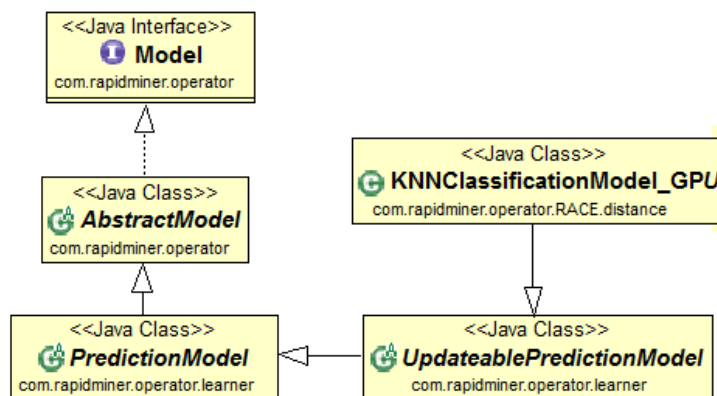 <<Java Interface>>
I Model
com.rapidminer.operator
<<Java Class>>
C KNNClassificationModel_GPU
com.rapidminer.operator.RACE.distance
<<Java Class>>
C A AbstractModel
com.rapidminer.operator
<<Java Class>>
C A PredictionModel
com.rapidminer.operator.learner
<<Java Class>>
C A UpdateablePredictionModel
com.rapidminer.operator.learner